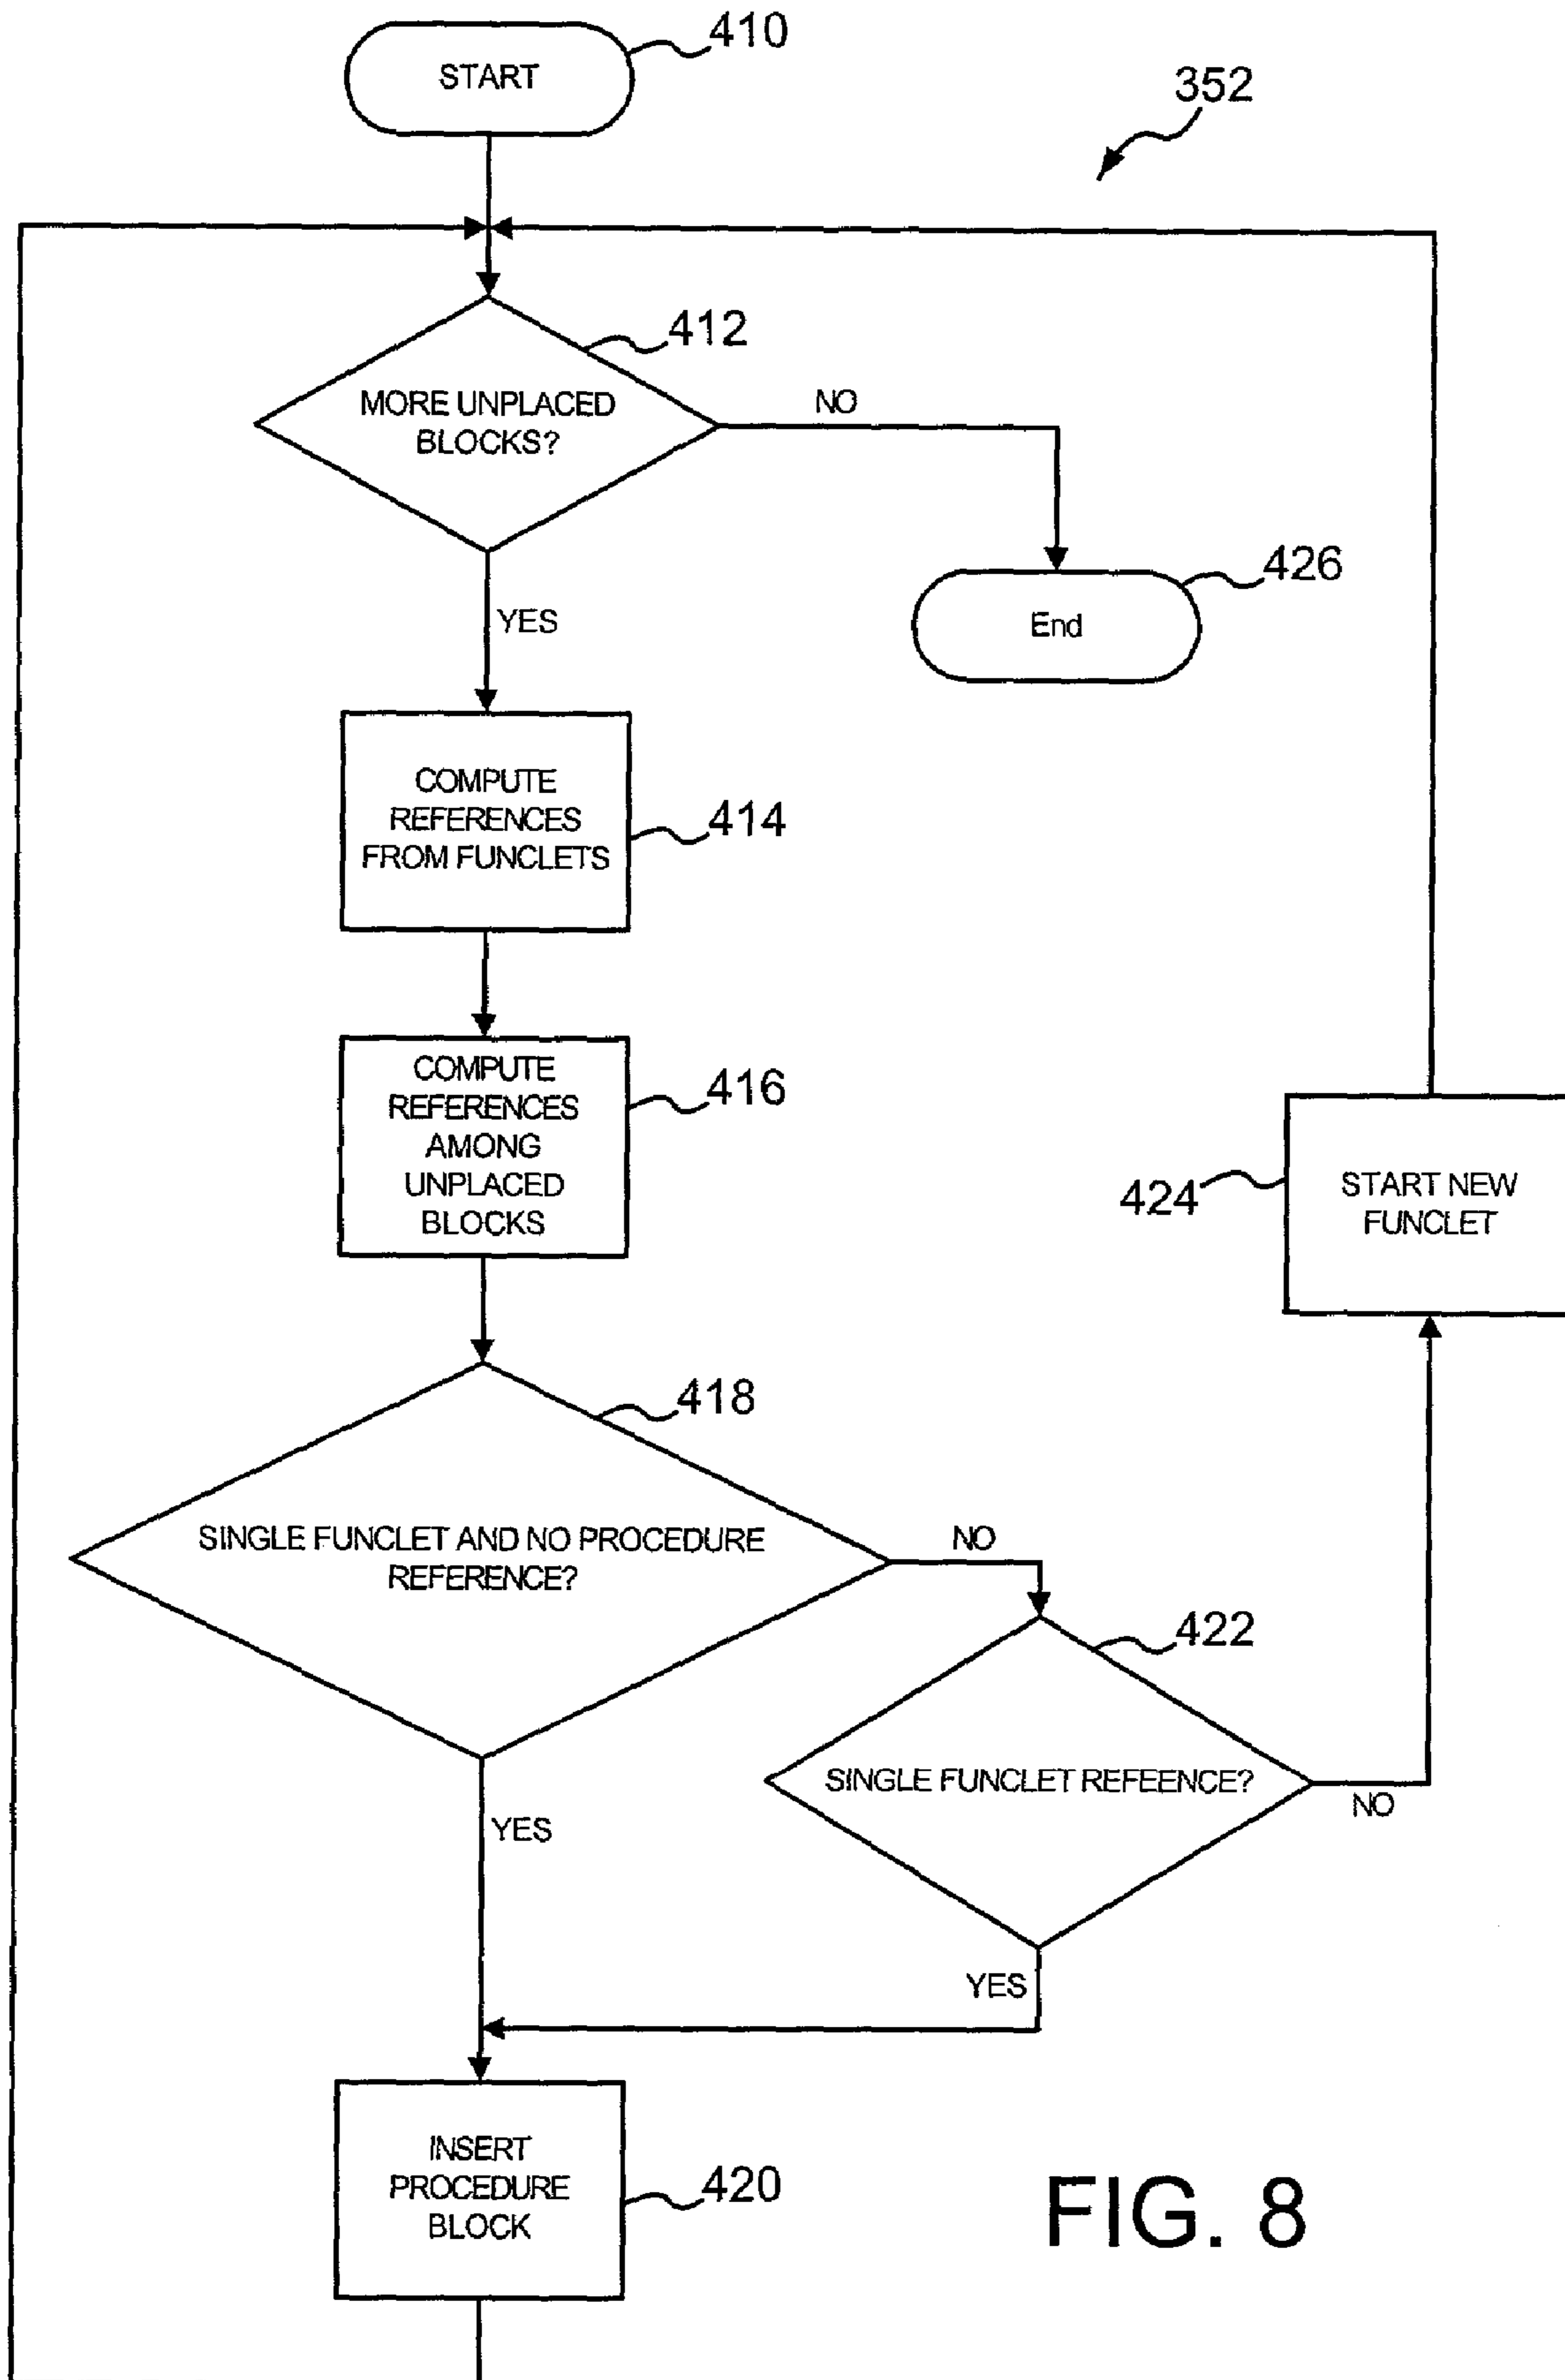 410
START
352
412
MORE UNPLACED
BLOCKS?
NO
426
End
YES
COMPUTE
REFERENCES
FROM FUNCLETS
414
COMPUTE
REFERENCES
AMONG
UNPLACED
BLOCKS
416
424
START NEW
FUNCLET
418
SINGLE FUNCLET AND NO PROCEDURE
REFERENCE?
NO
422
SINGLE FUNCLET REFEENCE?
NO
YES
YES
INSERT
PROCEDURE
BLOCK
420
FIG. 8